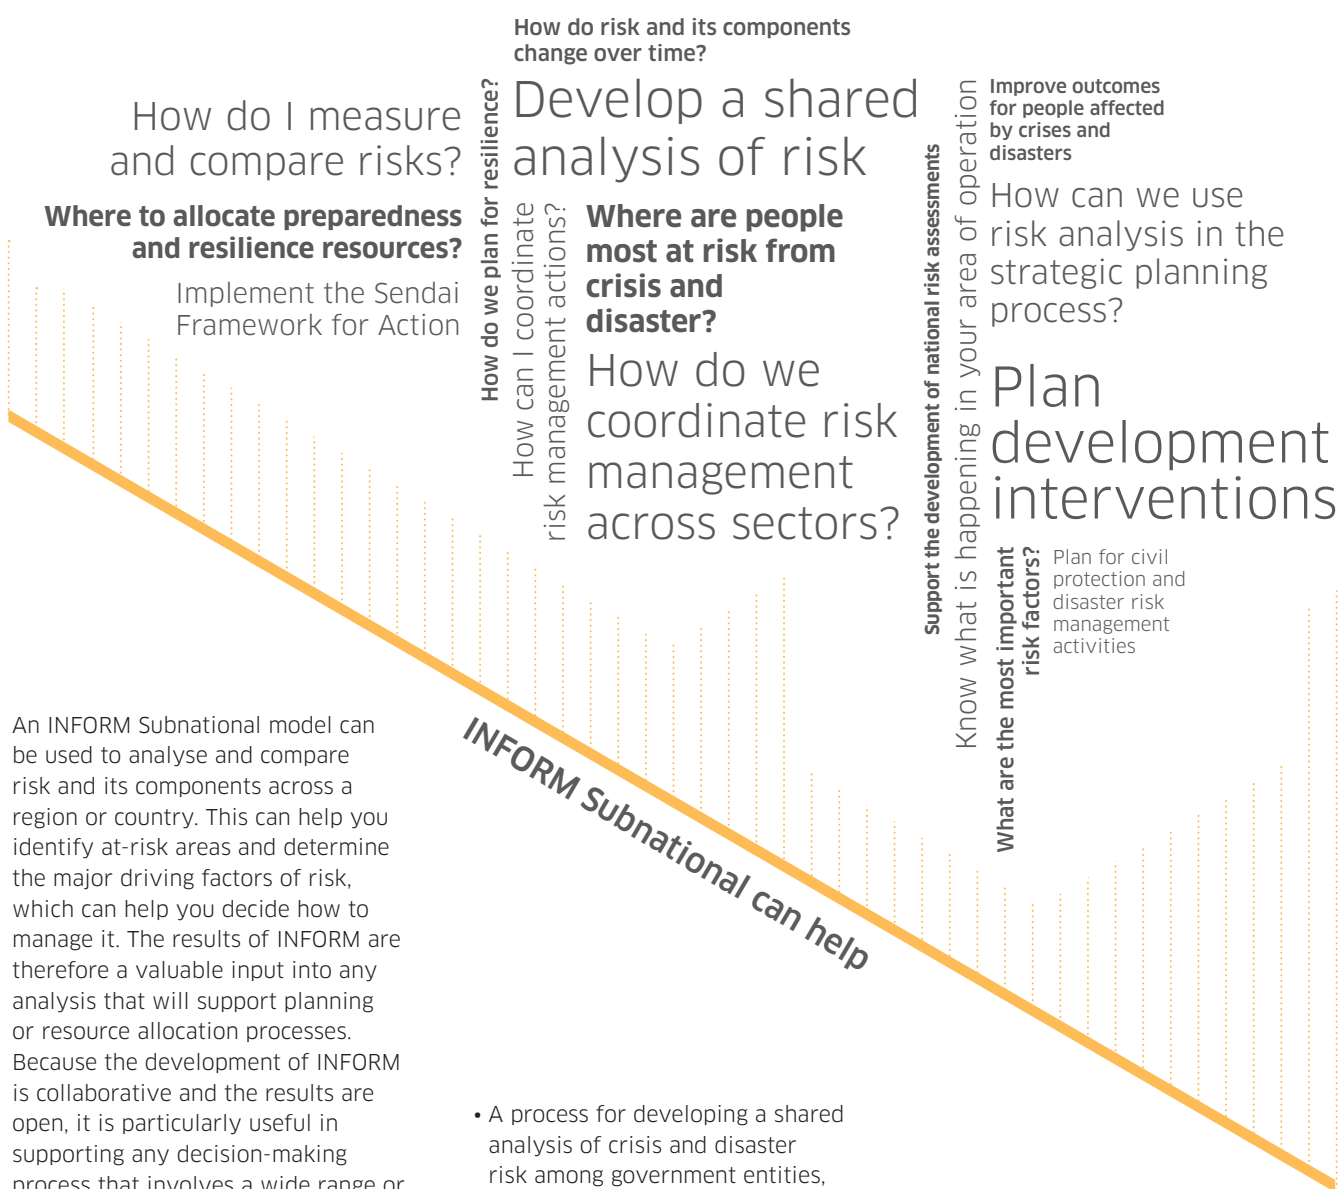 How do risk and its components
change over time?
How do I measure
and compare risks?
Where to allocate preparedness
and resilience resources?
Implement the Sendai
Framework for Action
How do we plan for resilience?
Develop a shared
analysis of risk
How can I coordinate
risk management actions?
Where are people
most at risk from
crisis and
disaster?
How do we
coordinate risk
management
across sectors?
Support the development of national risk assessments
Know what is happening in your area of operation
Improve outcomes
for people affected
by crises and
disasters
How can we use
risk analysis in the
strategic planning
process?
Plan
development
interventions
What are the most important
risk factors?
Plan for civil
protection and
disaster risk
management
activities
INFORM Subnational can help
An INFORM Subnational model can
be used to analyse and compare
risk and its components across a
region or country. This can help you
identify at-risk areas and determine
the major driving factors of risk,
which can help you decide how to
manage it. The results of INFORM are
therefore a valuable input into any
analysis that will support planning
or resource allocation processes.
Because the development of INFORM
is collaborative and the results are
open, it is particularly useful in
supporting any decision-making
process that involves a wide range or
• A process for developing a shared
analysis of crisis and disaster
risk among government entities,